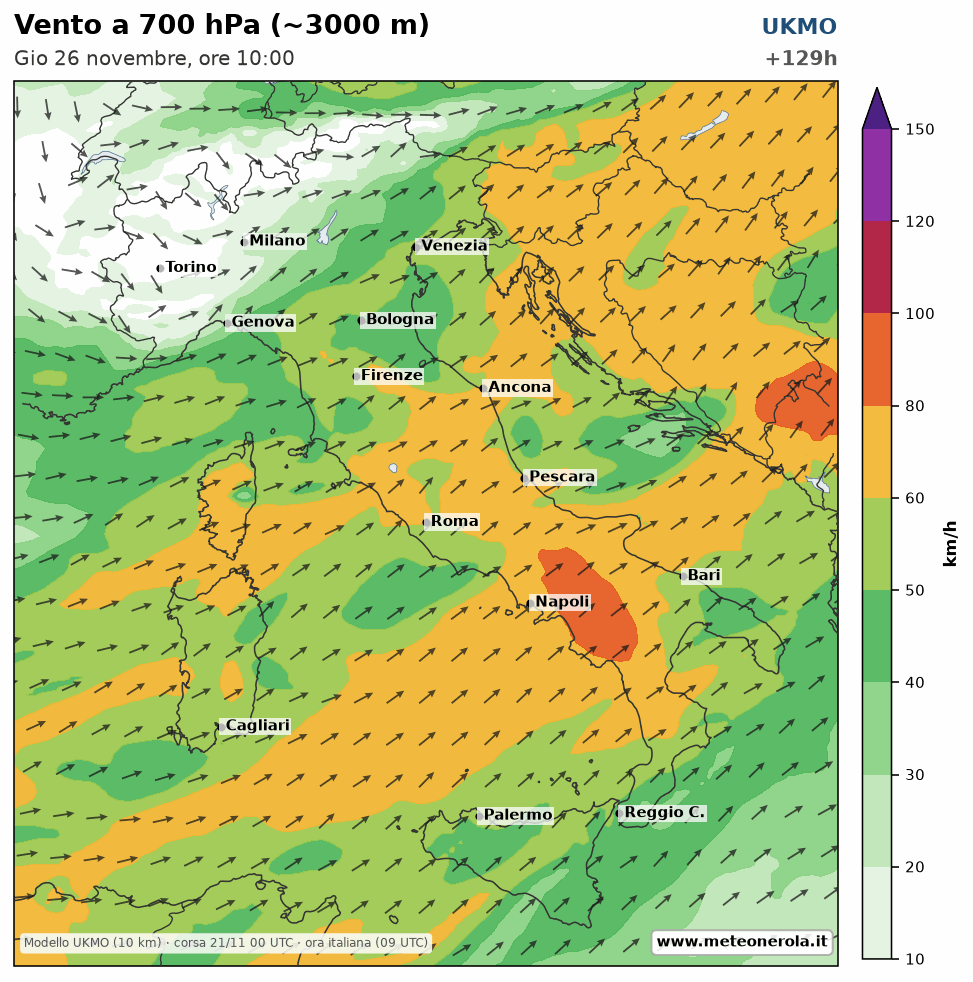 Vento a 700 hPa (~3000 m)
UKMO
Gio 26 novembre, ore 10:00
+129h
150
120
100
80
60
50
40
30
20
10
km/h
Milano
Venezia
Torino
Genova
Bologna
Firenze
Ancona
Pescara
Roma
Bari
Napoli
Cagliari
Palermo
Reggio C.
Modello UKMO (10 km) · corsa 21/11 00 UTC · ora italiana (09 UTC)
www.meteonerola.it